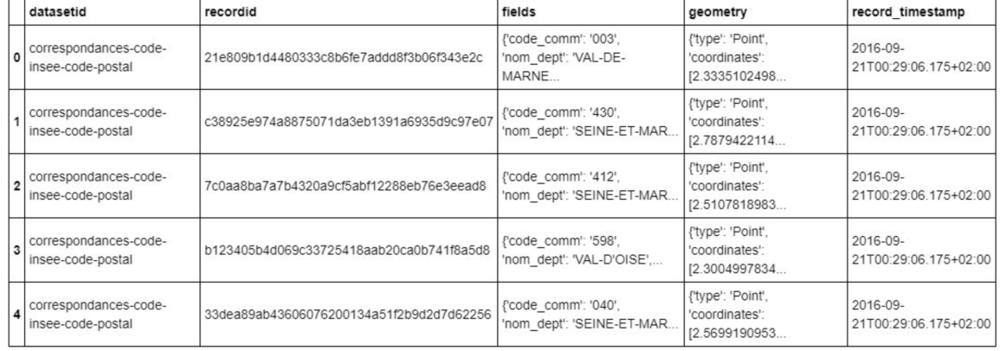 datasetid recordid fields geometry record_timestamp
0 correspondances-code-insee-code-postal 21e809b1d4480333c8b6fe7addd8f3b06f343e2c {'code_comm': '003', 'nom_dept': 'VAL-DE-MARNE... {'type': 'Point', 'coordinates': [2.3335102498... 2016-09-21T00:29:06.175+02:00
1 correspondances-code-insee-code-postal c38925e974a8875071da3eb1391a6935d9c97e07 {'code_comm': '430', 'nom_dept': 'SEINE-ET-MAR... {'type': 'Point', 'coordinates': [2.7879422114... 2016-09-21T00:29:06.175+02:00
2 correspondances-code-insee-code-postal 7c0aa8ba7a7b4320a9cf5abf12288eb76e3eead8 {'code_comm': '412', 'nom_dept': 'SEINE-ET-MAR... {'type': 'Point', 'coordinates': [2.5107818983... 2016-09-21T00:29:06.175+02:00
3 correspondances-code-insee-code-postal b123405b4d069c33725418aab20ca0b741f8a5d8 {'code_comm': '598', 'nom_dept': 'VAL-D'OISE',... {'type': 'Point', 'coordinates': [2.3004997834... 2016-09-21T00:29:06.175+02:00
4 correspondances-code-insee-code-postal 33dea89ab43606076200134a51f2b9d2d7d62256 {'code_comm': '040', 'nom_dept': 'SEINE-ET-MAR... {'type': 'Point', 'coordinates': [2.5699190953... 2016-09-21T00:29:06.175+02:00